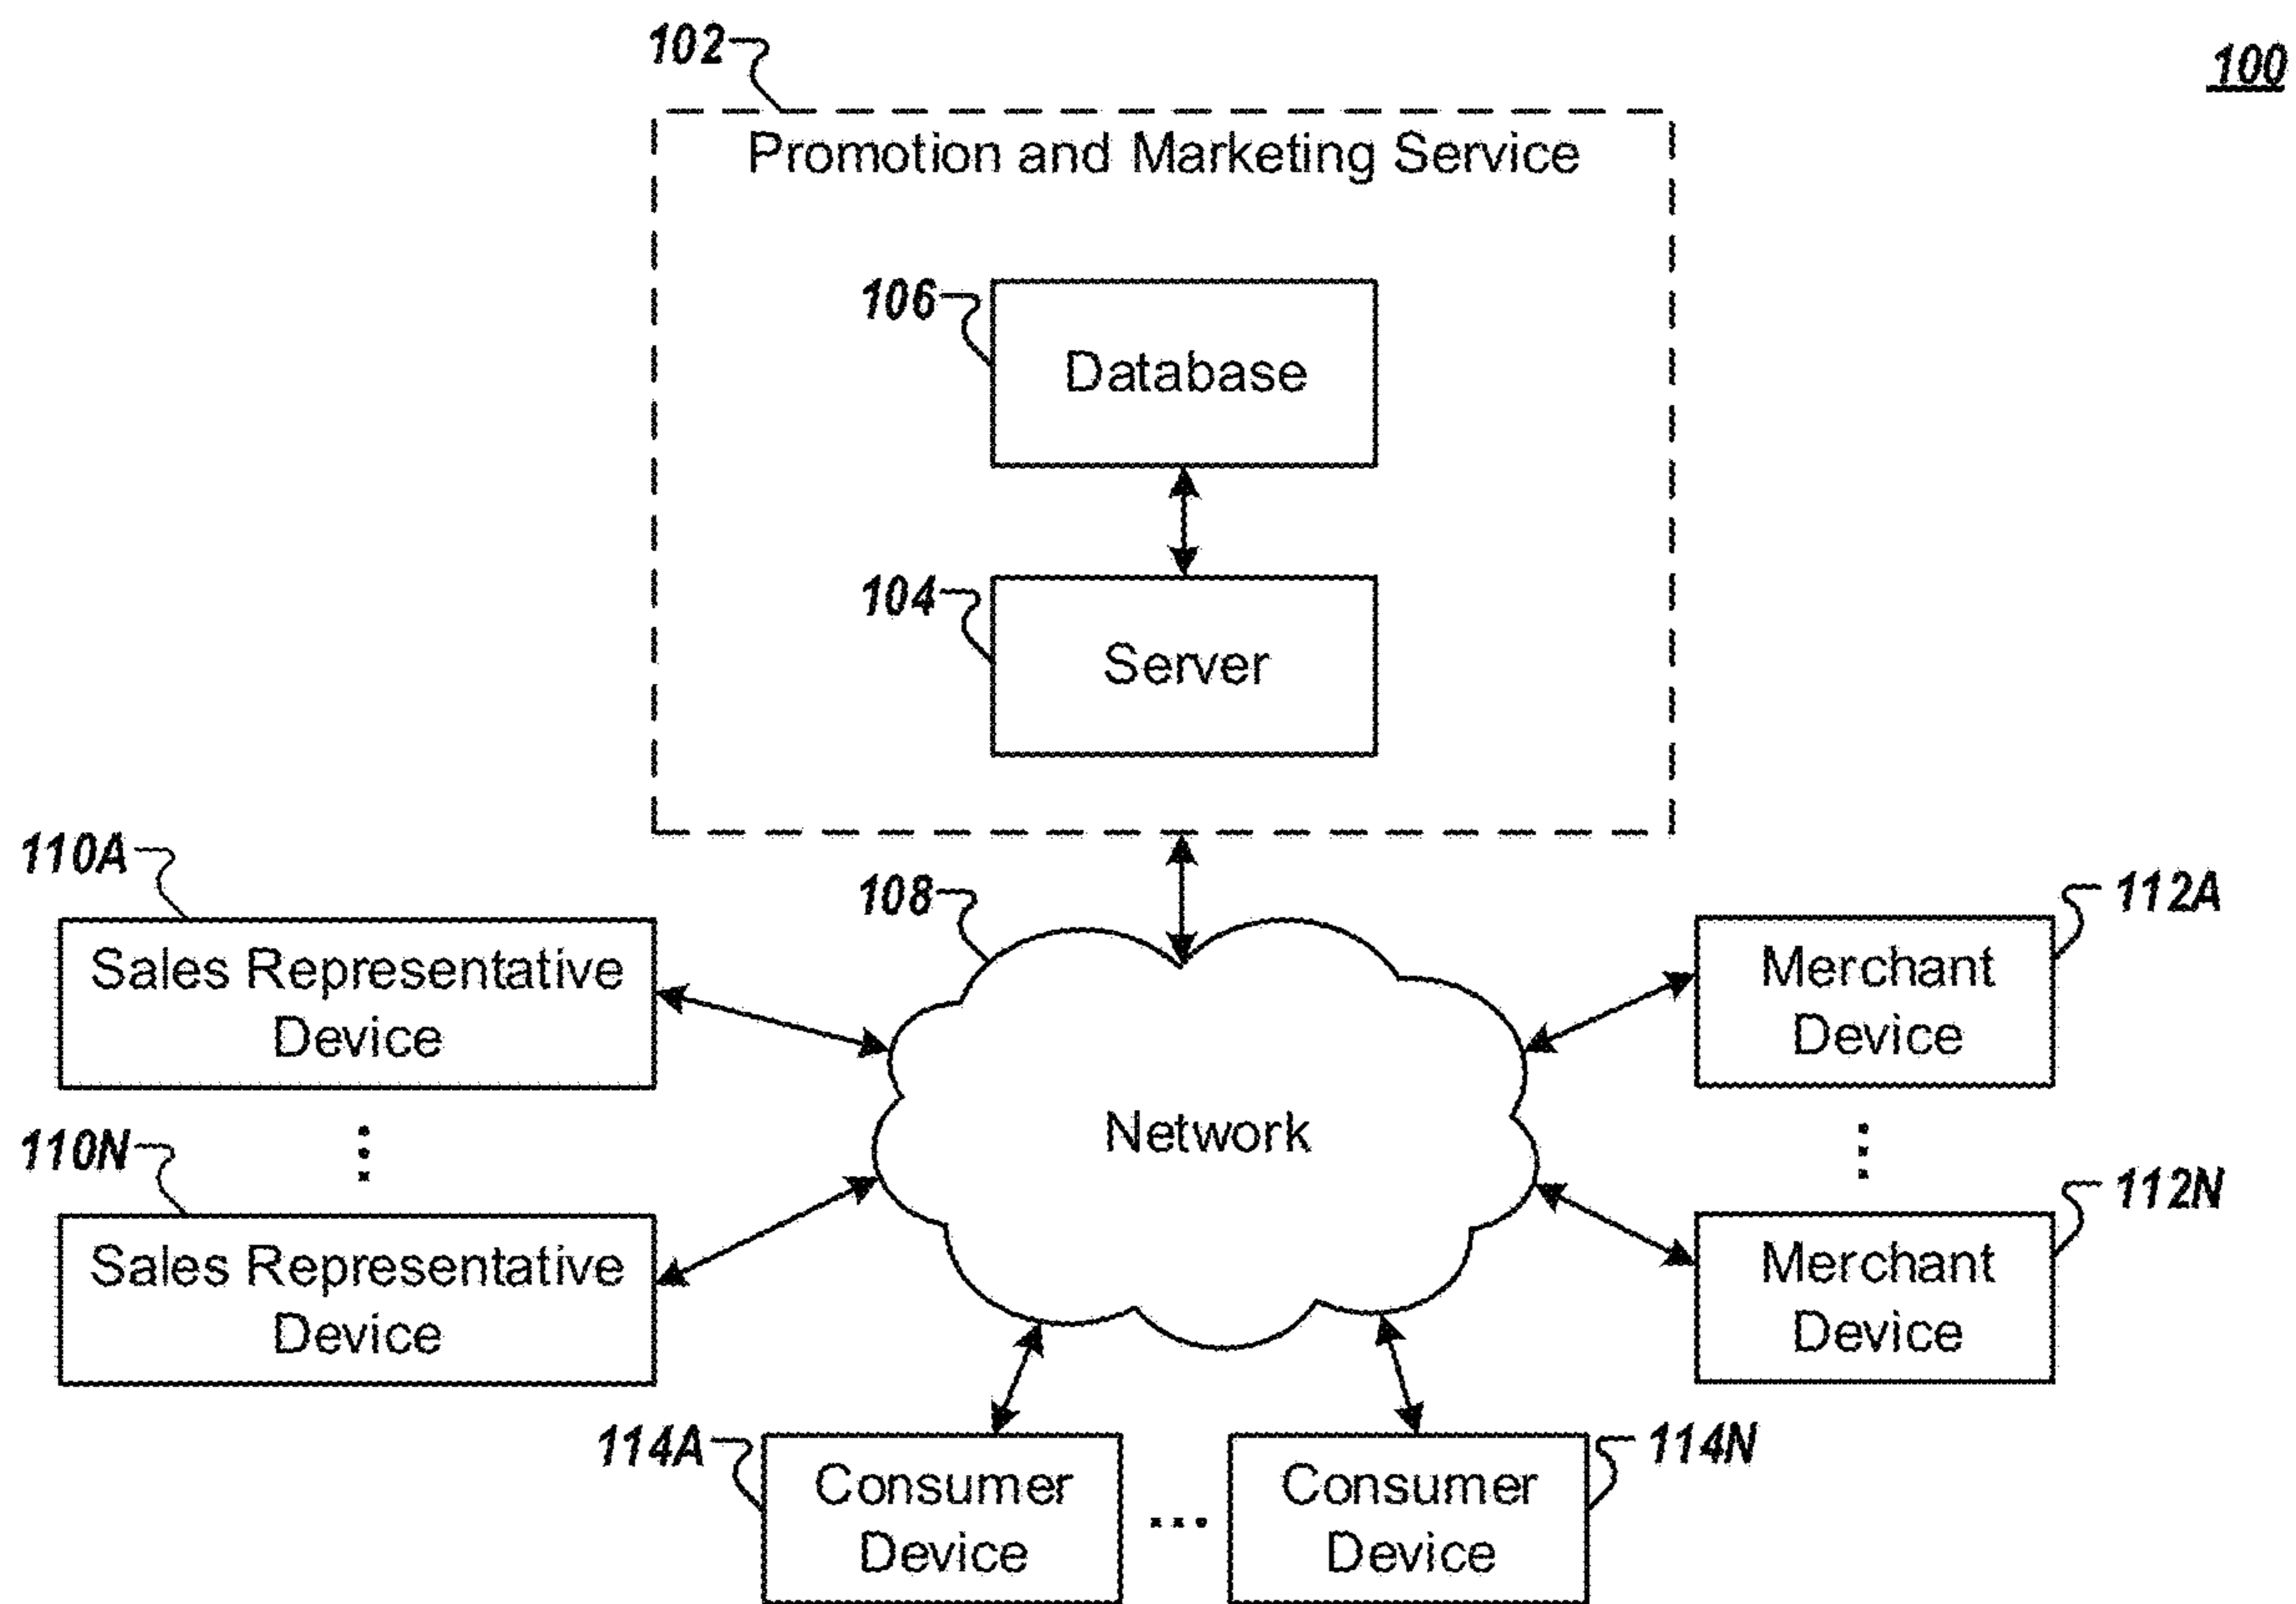 102
100
Promotion and Marketing Service
106
Database
104
Server
110A
108
112A
Sales Representative
Device
Merchant
Device
Network
110N
112N
Sales Representative
Device
Merchant
Device
114A
114N
Consumer
Device
...
Consumer
Device